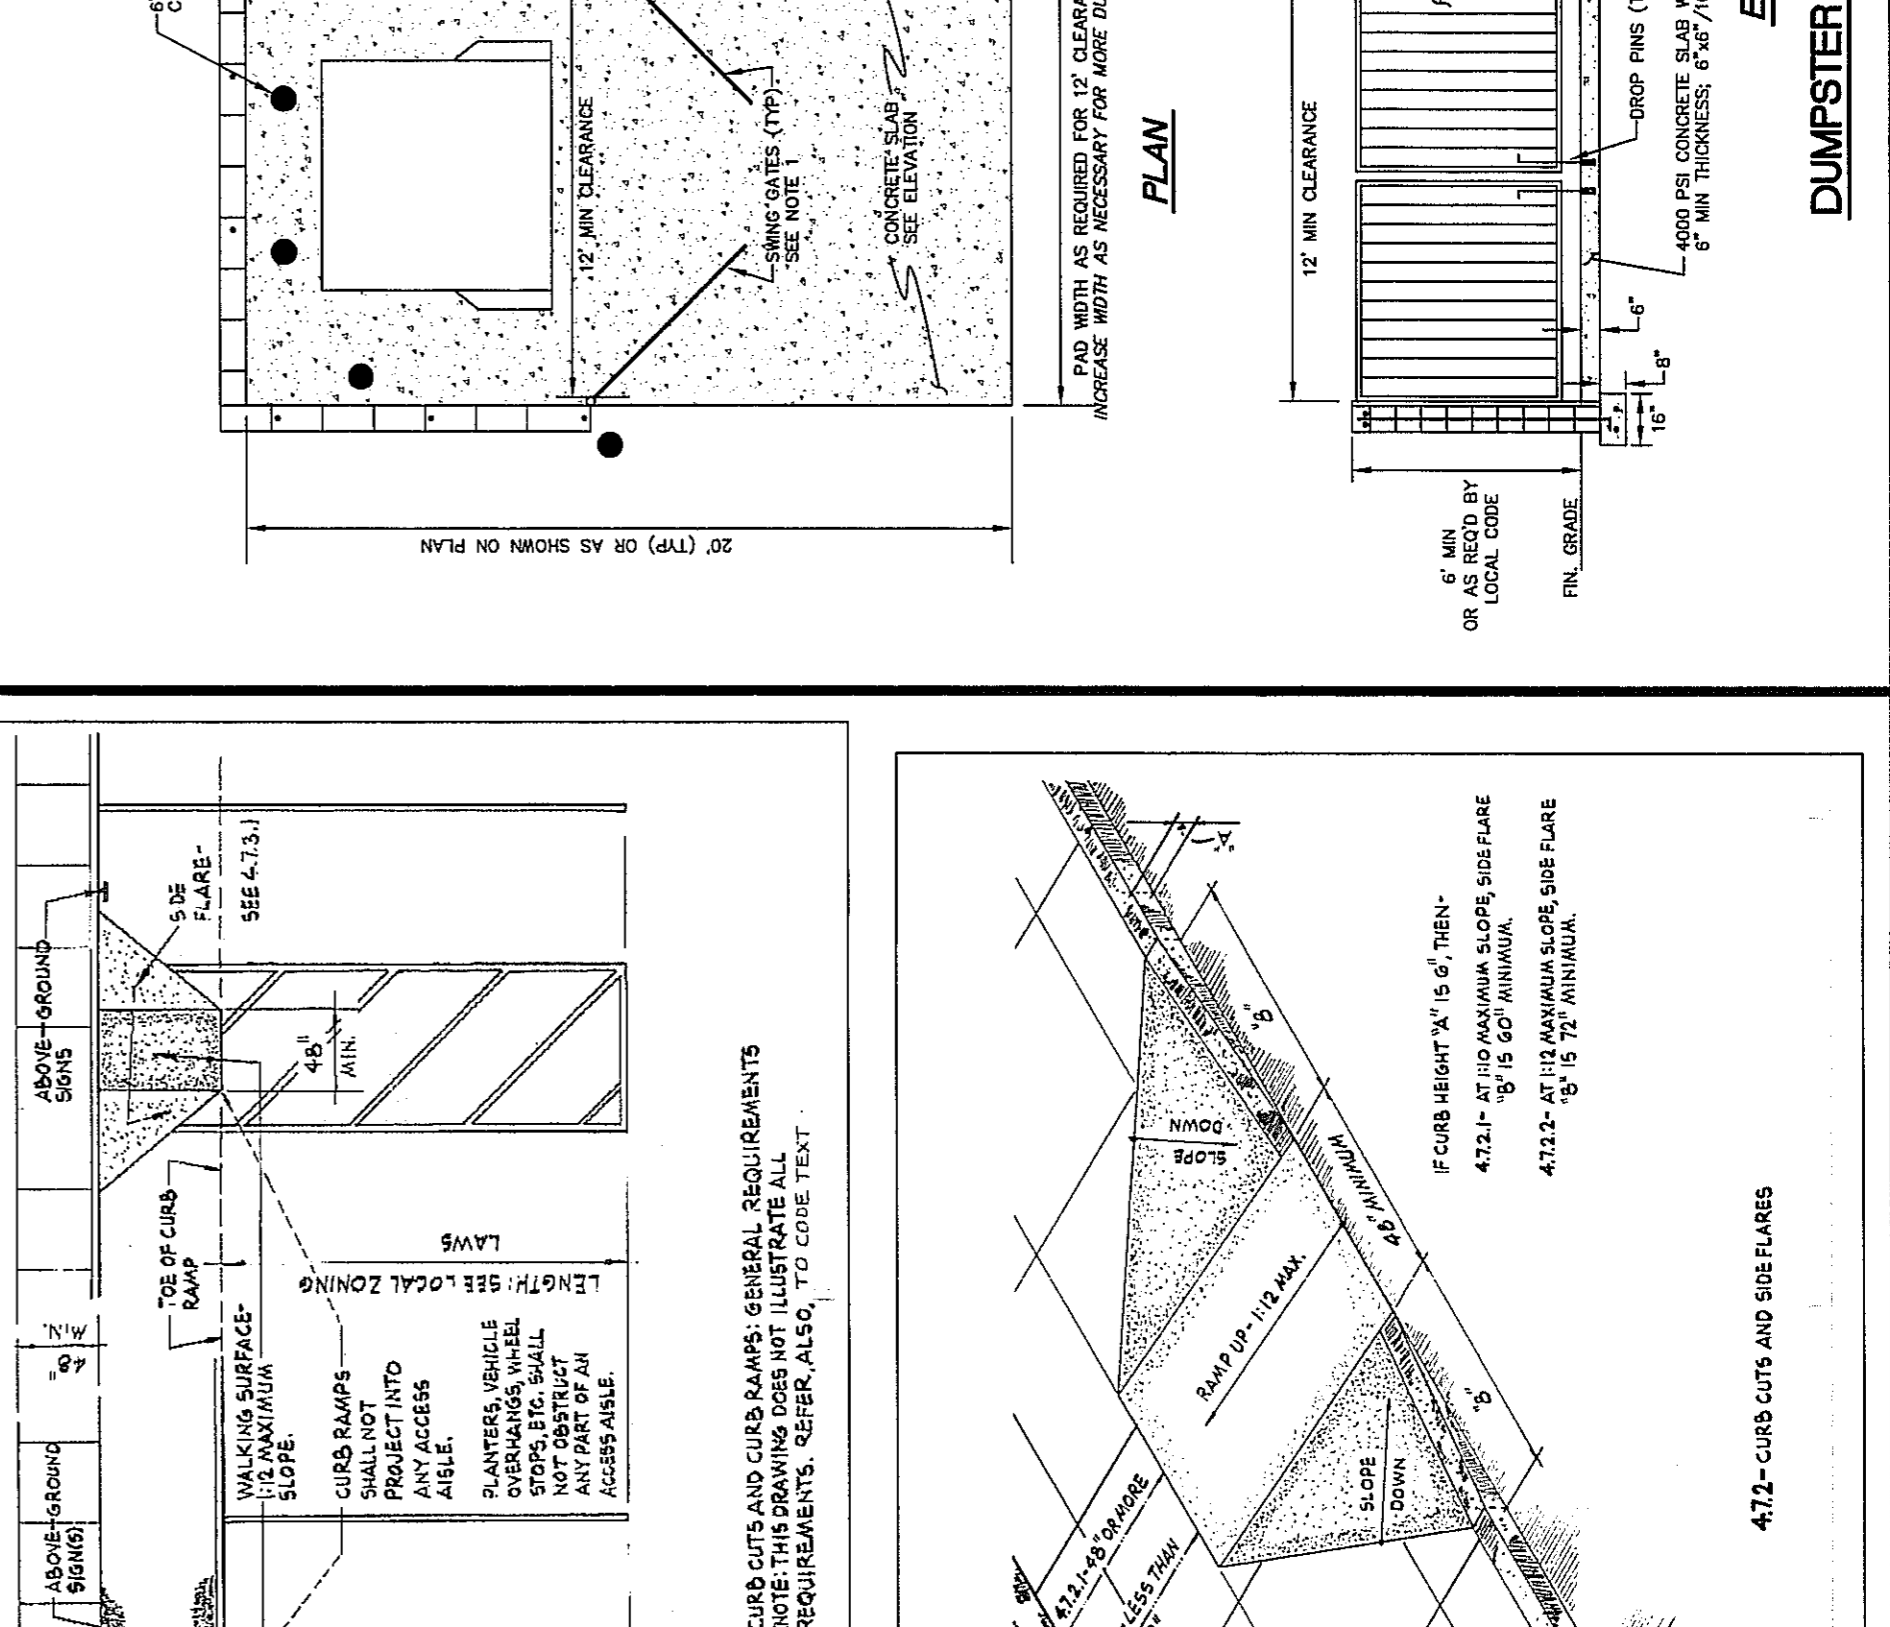 6"
C
12' MIN CLEARANCE
SWING GATES (TYP)
SEE NOTE 1
CONCRETE SLAB
SEE ELEVATION
PAD WIDTH AS REQUIRED FOR 12' CLEARA
INCREASE WIDTH AS NECESSARY FOR MORE DU
20' (TYP) OR AS SHOWN ON PLAN
PLAN
12' MIN CLEARANCE
DROP PINS (T
4000 PSI CONCRETE SLAB W
6" MIN THICKNESS; 6"x6"/1
6"
8"
16"
6' MIN
OR AS REQ'D BY
LOCAL CODE
FIN. GRADE
E
DUMPSTER
ABOVE-GROUND
SIGNS
SIDE
FLARE-
SEE 4.7.3.1
48"
MIN.
TOE OF CURB
RAMP
LENGTH: SEE LOCAL ZONING
LAWS
48"
MIN.
ABOVE-GROUND
SIGN(S)
WALKING SURFACE-
1:12 MAXIMUM
SLOPE.
CURB RAMPS
SHALL NOT
PROJECT INTO
ANY ACCESS
AISLE.
PLANTERS, VEHICLE
OVERHANGS, WHEEL
STOPS, ETC. SHALL
NOT OBSTRUCT
ANY PART OF AN
ACCESS AISLE.
CURB CUTS AND CURB RAMPS: GENERAL REQUIREMENTS
NOTE: THIS DRAWING DOES NOT ILLUSTRATE ALL
REQUIREMENTS. REFER, ALSO, TO CODE TEXT.
"A"
"B"
SLOPE
DOWN
48" MINIMUM
RAMP UP - 1:12 MAX.
"B"
SLOPE
DOWN
4.7.2.1-48" OR MORE
LESS THAN
IF CURB HEIGHT "A" IS 6", THEN-
4.7.2.1- AT 1:10 MAXIMUM SLOPE, SIDE FLARE
"B" IS 60" MINIMUM.
4.7.2.2- AT 1:12 MAXIMUM SLOPE, SIDE FLARE
"B" IS 72" MINIMUM.
4.7.2-CURB CUTS AND SIDE FLARES